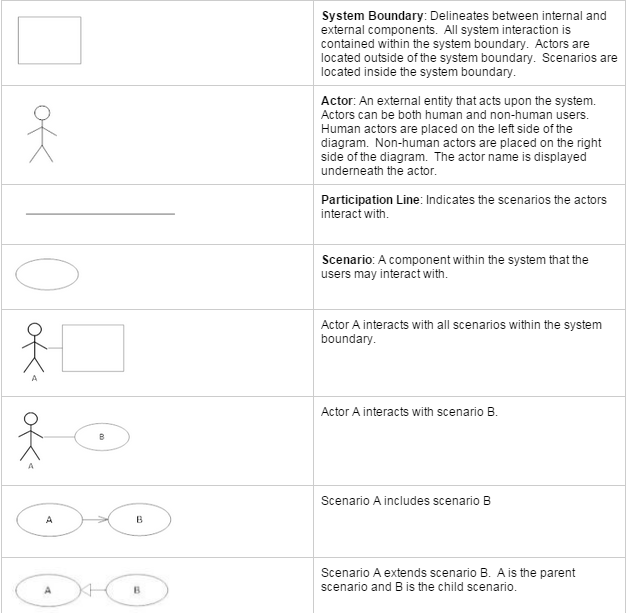 System Boundary: Delineates between internal and
external components.  All system interaction is
contained within the system boundary.  Actors are
located outside of the system boundary.  Scenarios are
located inside the system boundary.
Actor: An external entity that acts upon the system.
Actors can be both human and non-human users.
Human actors are placed on the left side of the
diagram.  Non-human actors are placed on the right
side of the diagram.  The actor name is displayed
underneath the actor.
Participation Line: Indicates the scenarios the actors
interact with.
Scenario: A component within the system that the
users may interact with.
A
Actor A interacts with all scenarios within the system
boundary.
B
A
Actor A interacts with scenario B.
A B
Scenario A includes scenario B
A B
Scenario A extends scenario B.  A is the parent
scenario and B is the child scenario.